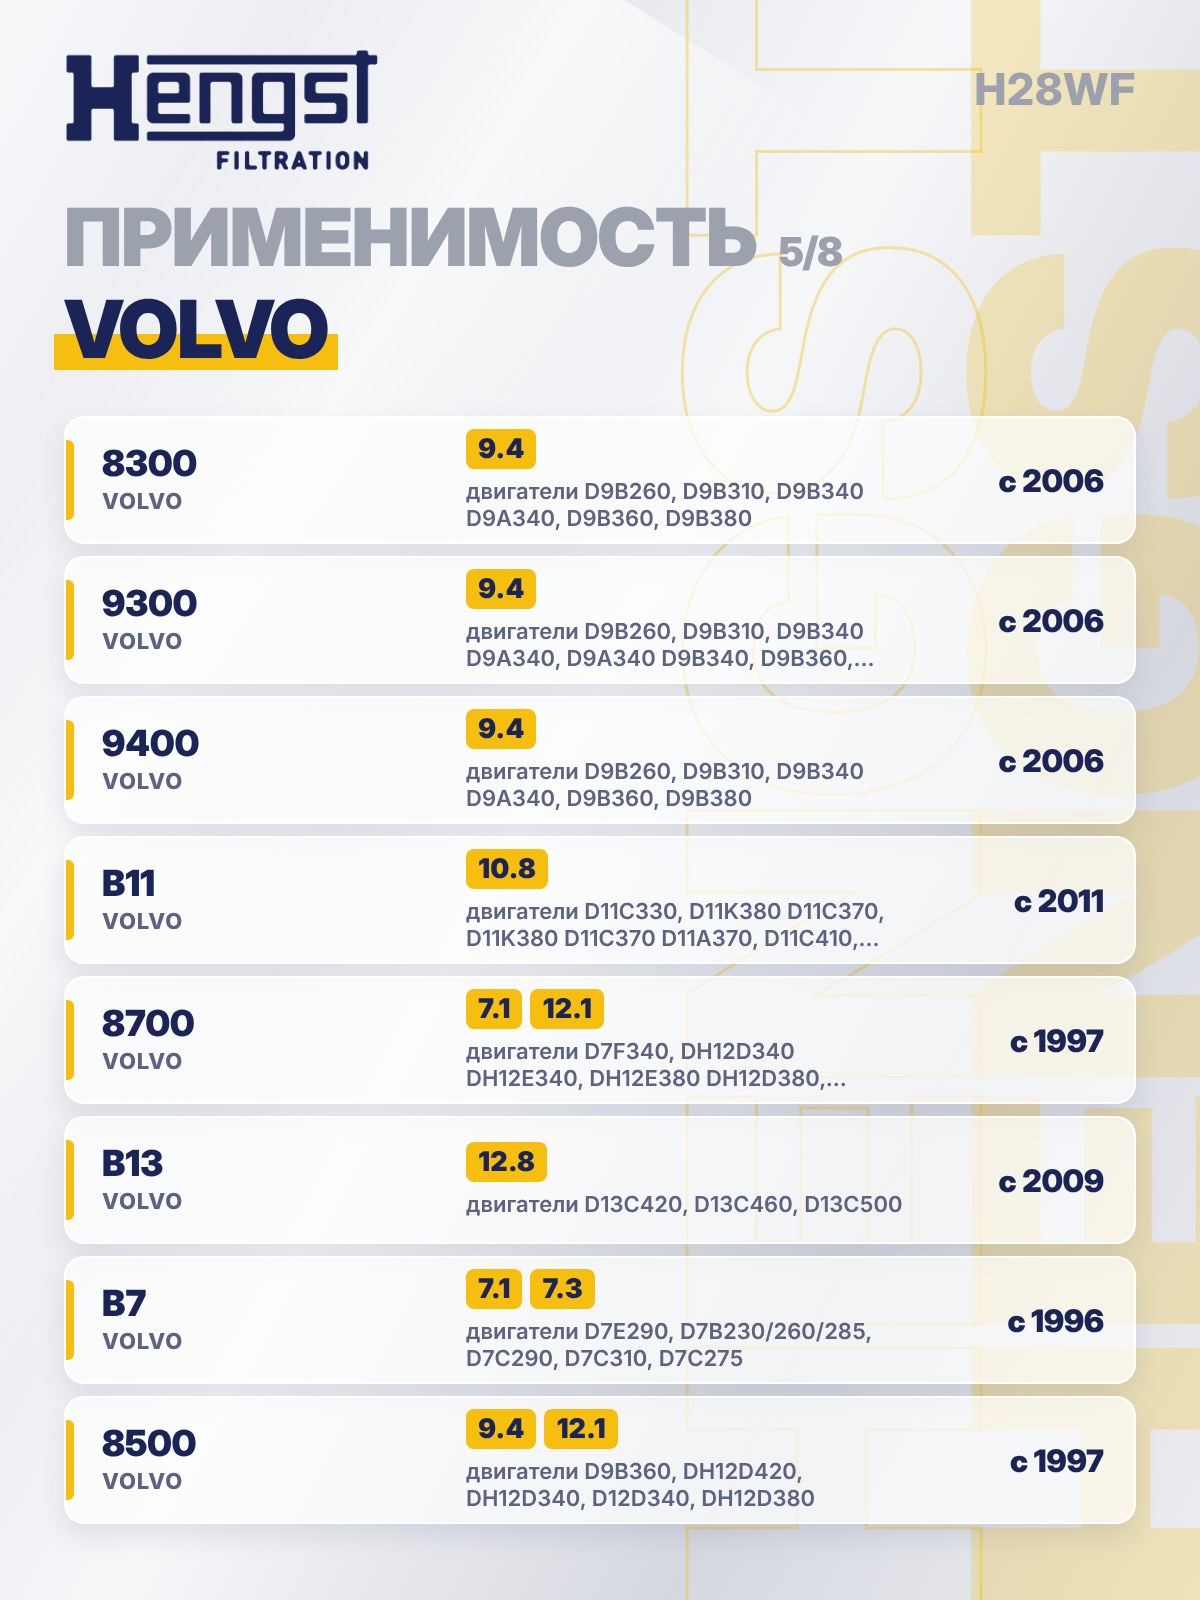 Hengst
FILTRATION
H28WF
ПРИМЕНИМОСТЬ 5/8
VOLVO
8300
VOLVO
9.4
двигатели D9B260, D9B310, D9B340
D9A340, D9B360, D9B380
с 2006
9300
VOLVO
9.4
двигатели D9B260, D9B310, D9B340
D9A340, D9A340 D9B340, D9B360,...
с 2006
9400
VOLVO
9.4
двигатели D9B260, D9B310, D9B340
D9A340, D9B360, D9B380
с 2006
B11
VOLVO
10.8
двигатели D11C330, D11K380 D11C370,
D11K380 D11C370 D11A370, D11C410,...
с 2011
8700
VOLVO
7.1 12.1
двигатели D7F340, DH12D340
DH12E340, DH12E380 DH12D380,...
с 1997
B13
VOLVO
12.8
двигатели D13C420, D13C460, D13C500
с 2009
B7
VOLVO
7.1 7.3
двигатели D7E290, D7B230/260/285,
D7C290, D7C310, D7C275
с 1996
8500
VOLVO
9.4 12.1
двигатели D9B360, DH12D420,
DH12D340, D12D340, DH12D380
с 1997
HENGST
HENGST